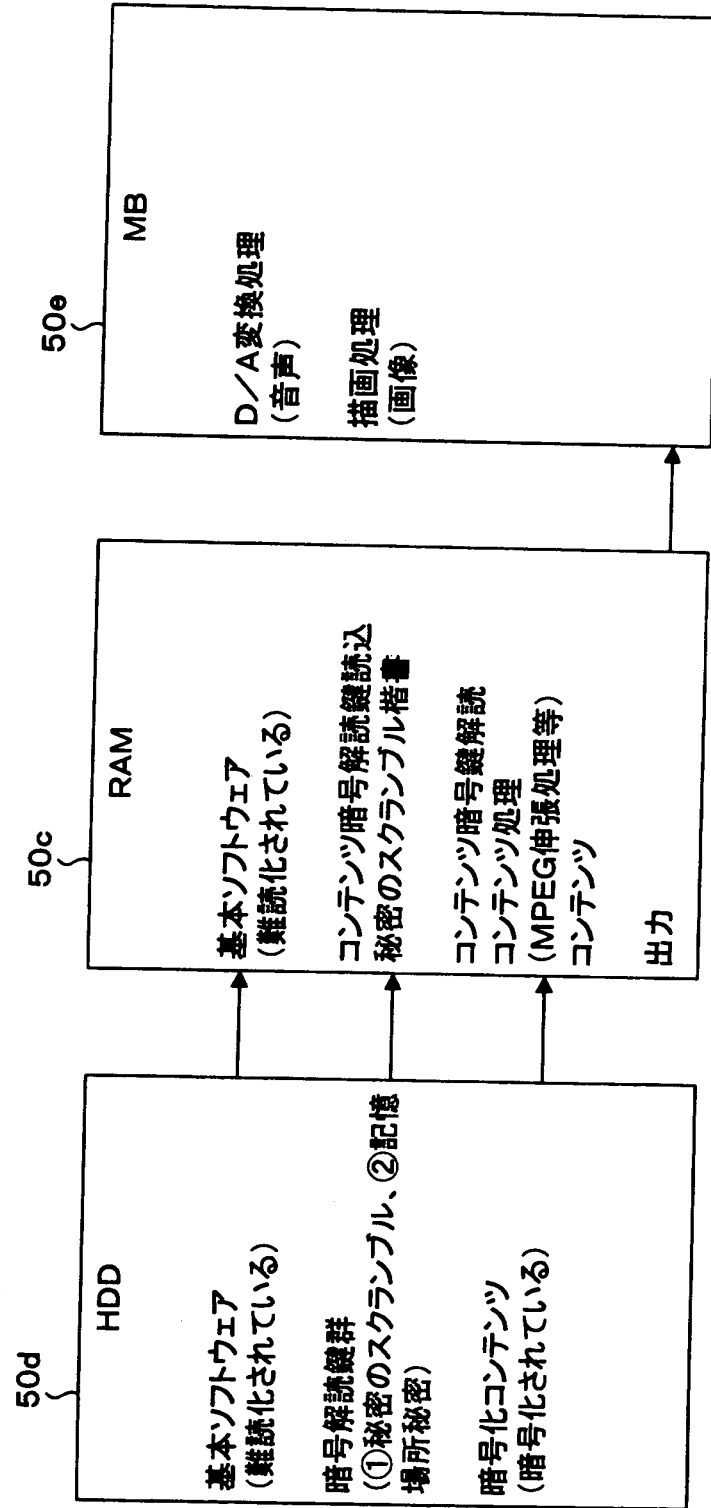 50d
HDD
基本ソフトウェア
(難読化されている)
暗号解読鍵群
(①秘密のスクランブル、②記憶
場所秘密)
暗号化コンテンツ
(暗号化されている)
50c
RAM
基本ソフトウェア
(難読化されている)
コンテンツ暗号解読鍵読込
秘密のスクランブル楷書
コンテンツ暗号鍵解読
コンテンツ処理
(MPEG伸張処理等)
コンテンツ
出力
50e
MB
D/A変換処理
(音声)
描画処理
(画像)